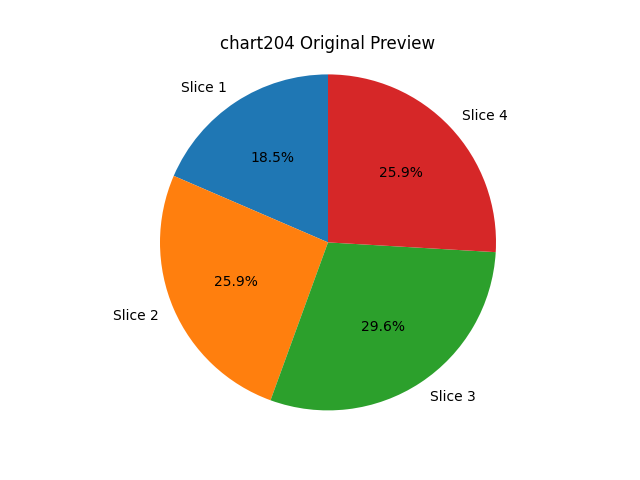 chart204 Original Preview
Slice 1
Slice 4
18.5%
25.9%
25.9%
Slice 2
29.6%
Slice 3